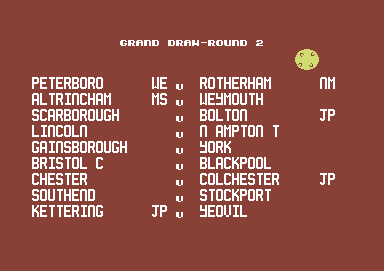 GRAND DRAW-ROUND 2
PETERBORO WE v ROTHERHAM NM
ALTRINCHAM MS v WEYMOUTH
SCARBOROUGH v BOLTON JP
LINCOLN v N AMPTON T
GAINSBOROUGH v YORK
BRISTOL C v BLACKPOOL
CHESTER v COLCHESTER JP
SOUTHEND v STOCKPORT
KETTERING JP v YEOVIL